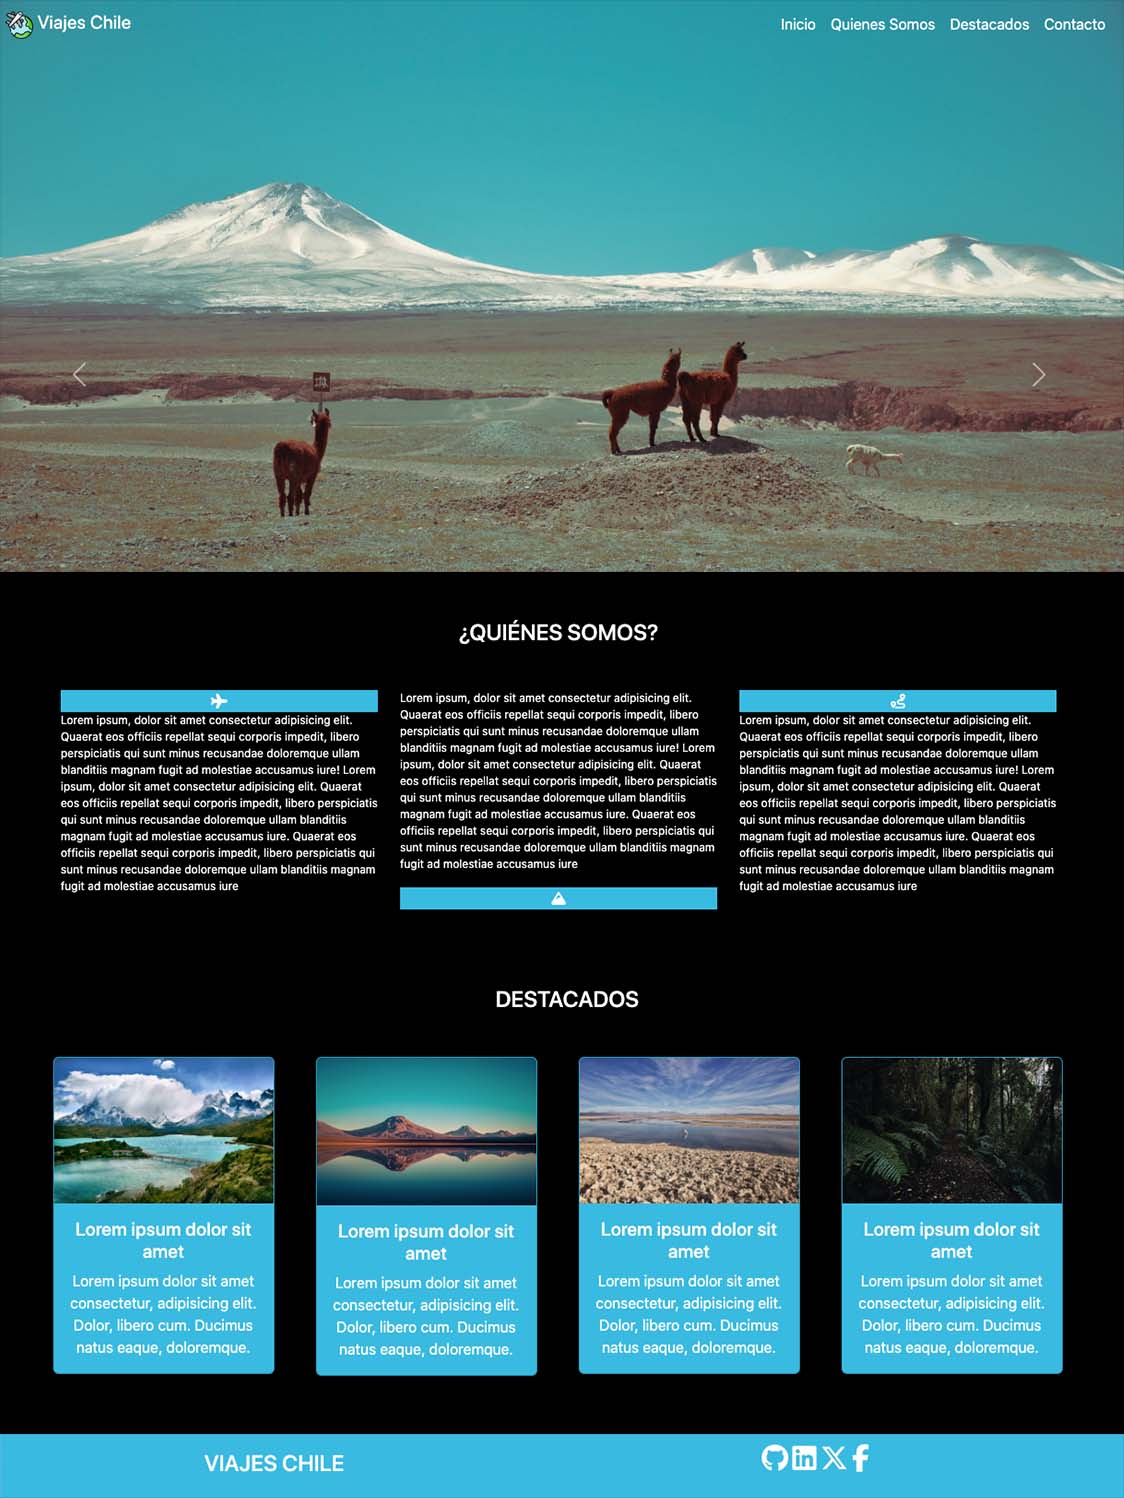 Viajes Chile
Inicio Quienes Somos Destacados Contacto
¿QUIÉNES SOMOS?
Lorem ipsum, dolor sit amet consectetur adipisicing elit.
Quaerat eos officiis repellat sequi corporis impedit, libero
perspiciatis qui sunt minus recusandae doloremque ullam
blanditiis magnam fugit ad molestiae accusamus iure! Lorem
ipsum, dolor sit amet consectetur adipisicing elit. Quaerat
eos officiis repellat sequi corporis impedit, libero perspiciatis
qui sunt minus recusandae doloremque ullam blanditiis
magnam fugit ad molestiae accusamus iure. Quaerat eos
officiis repellat sequi corporis impedit, libero perspiciatis qui
sunt minus recusandae doloremque ullam blanditiis magnam
fugit ad molestiae accusamus iure
Lorem ipsum, dolor sit amet consectetur adipisicing elit.
Quaerat eos officiis repellat sequi corporis impedit, libero
perspiciatis qui sunt minus recusandae doloremque ullam
blanditiis magnam fugit ad molestiae accusamus iure! Lorem
ipsum, dolor sit amet consectetur adipisicing elit. Quaerat
eos officiis repellat sequi corporis impedit, libero perspiciatis
qui sunt minus recusandae doloremque ullam blanditiis
magnam fugit ad molestiae accusamus iure. Quaerat eos
officiis repellat sequi corporis impedit, libero perspiciatis qui
sunt minus recusandae doloremque ullam blanditiis magnam
fugit ad molestiae accusamus iure
Lorem ipsum, dolor sit amet consectetur adipisicing elit.
Quaerat eos officiis repellat sequi corporis impedit, libero
perspiciatis qui sunt minus recusandae doloremque ullam
blanditiis magnam fugit ad molestiae accusamus iure! Lorem
ipsum, dolor sit amet consectetur adipisicing elit. Quaerat
eos officiis repellat sequi corporis impedit, libero perspiciatis
qui sunt minus recusandae doloremque ullam blanditiis
magnam fugit ad molestiae accusamus iure. Quaerat eos
officiis repellat sequi corporis impedit, libero perspiciatis qui
sunt minus recusandae doloremque ullam blanditiis magnam
fugit ad molestiae accusamus iure
DESTACADOS
Lorem ipsum dolor sit
amet
Lorem ipsum dolor sit amet
consectetur, adipisicing elit.
Dolor, libero cum. Ducimus
natus eaque, doloremque.
Lorem ipsum dolor sit
amet
Lorem ipsum dolor sit amet
consectetur, adipisicing elit.
Dolor, libero cum. Ducimus
natus eaque, doloremque.
Lorem ipsum dolor sit
amet
Lorem ipsum dolor sit amet
consectetur, adipisicing elit.
Dolor, libero cum. Ducimus
natus eaque, doloremque.
Lorem ipsum dolor sit
amet
Lorem ipsum dolor sit amet
consectetur, adipisicing elit.
Dolor, libero cum. Ducimus
natus eaque, doloremque.
VIAJES CHILE